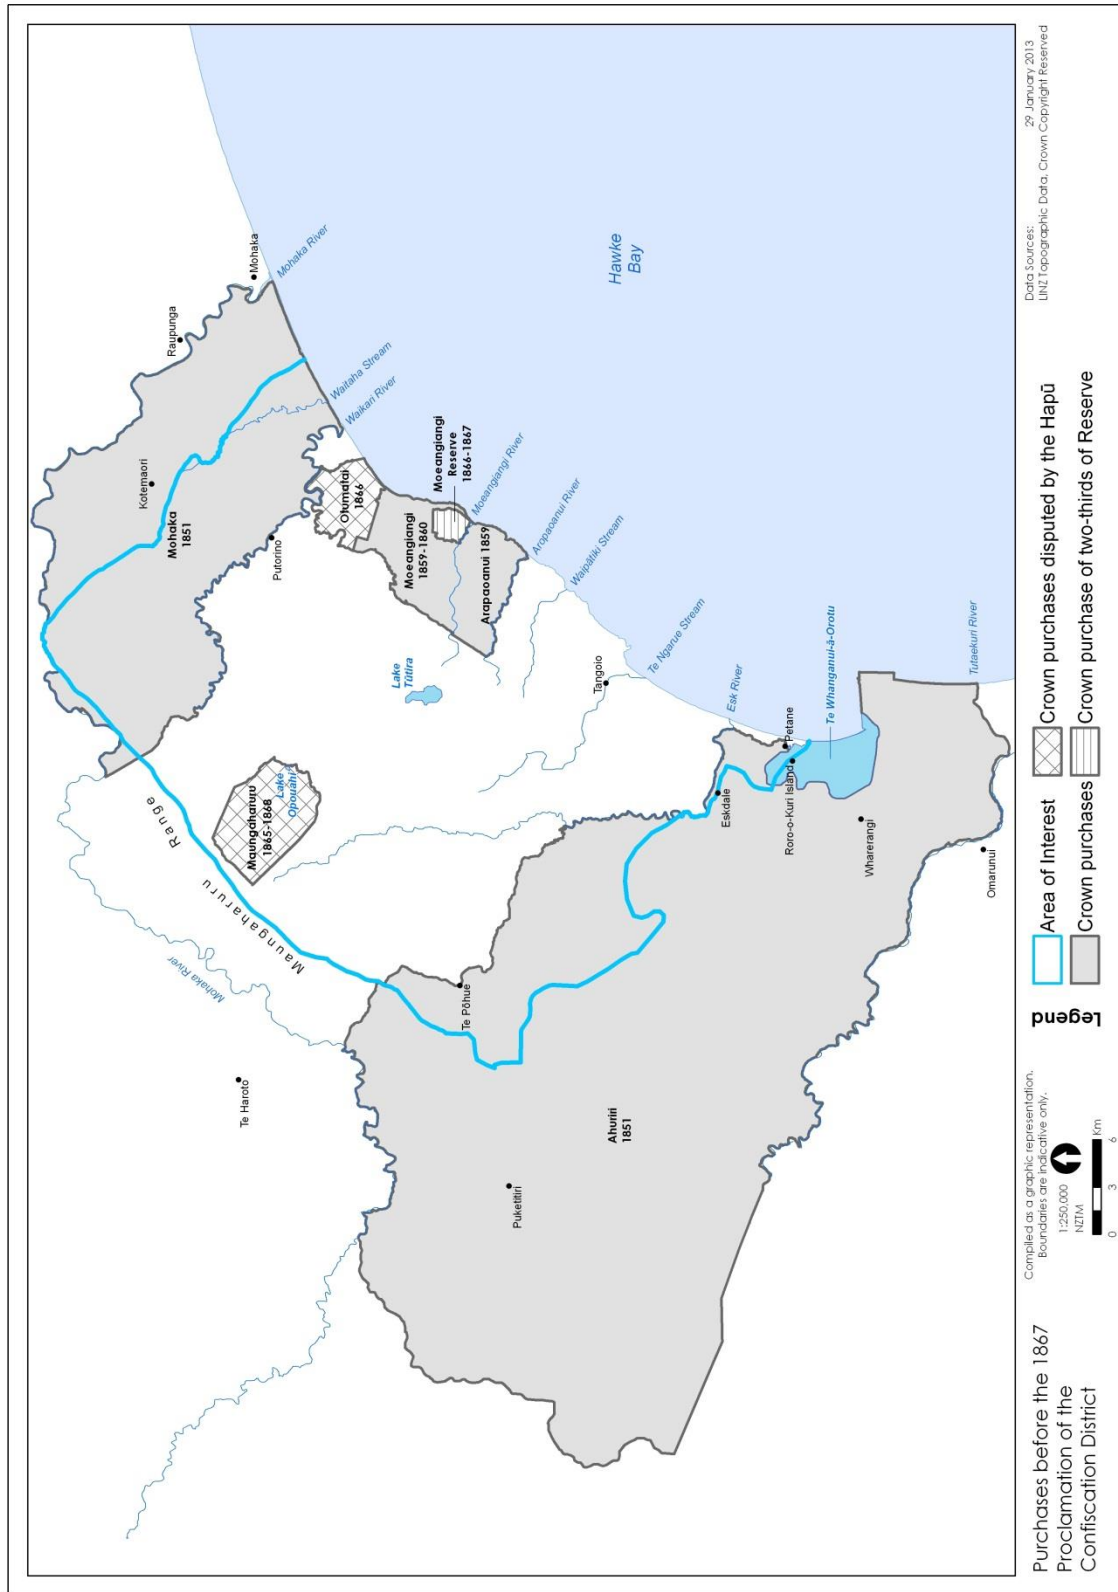 Mohaka River
Te Haroto
Maungaharuru
Range
Maungaharuru
1865-1868
Lake
Opouahi
Te Pōhue
Puketitiri
Ahuriri
1851
Raupunga
Mohaka
Mohaka River
Kotemaori
Mohaka
1851
Waitaha Stream
Waikari River
Putorino
Otumatai
1866
Moeangiangi
Reserve
1866-1867
Moeangiangi
1859-1860
Moeangiangi River
Arapaoanui 1859
Aropaoanui River
Waipātiki Stream
Lake
Tūtira
Tangoio
Te Ngarue Stream
Hawke
Bay
Esk River
Eskdale
Petane
Roro-o-Kuri Island
Te Whanganui-ā-Orotu
Wharerangi
Omarunui
Tutaekuri River
Purchases before the 1867
Proclamation of the
Confiscation District
Compiled as a graphic representation.
Boundaries are indicative only.
1:250,000
NZTM
0 3 6
Km
Legend
Area of Interest
Crown purchases
Crown purchases disputed by the Hapū
Crown purchase of two-thirds of Reserve
Data Sources: 29 January 2013
LINZ Topographic Data, Crown Copyright Reserved